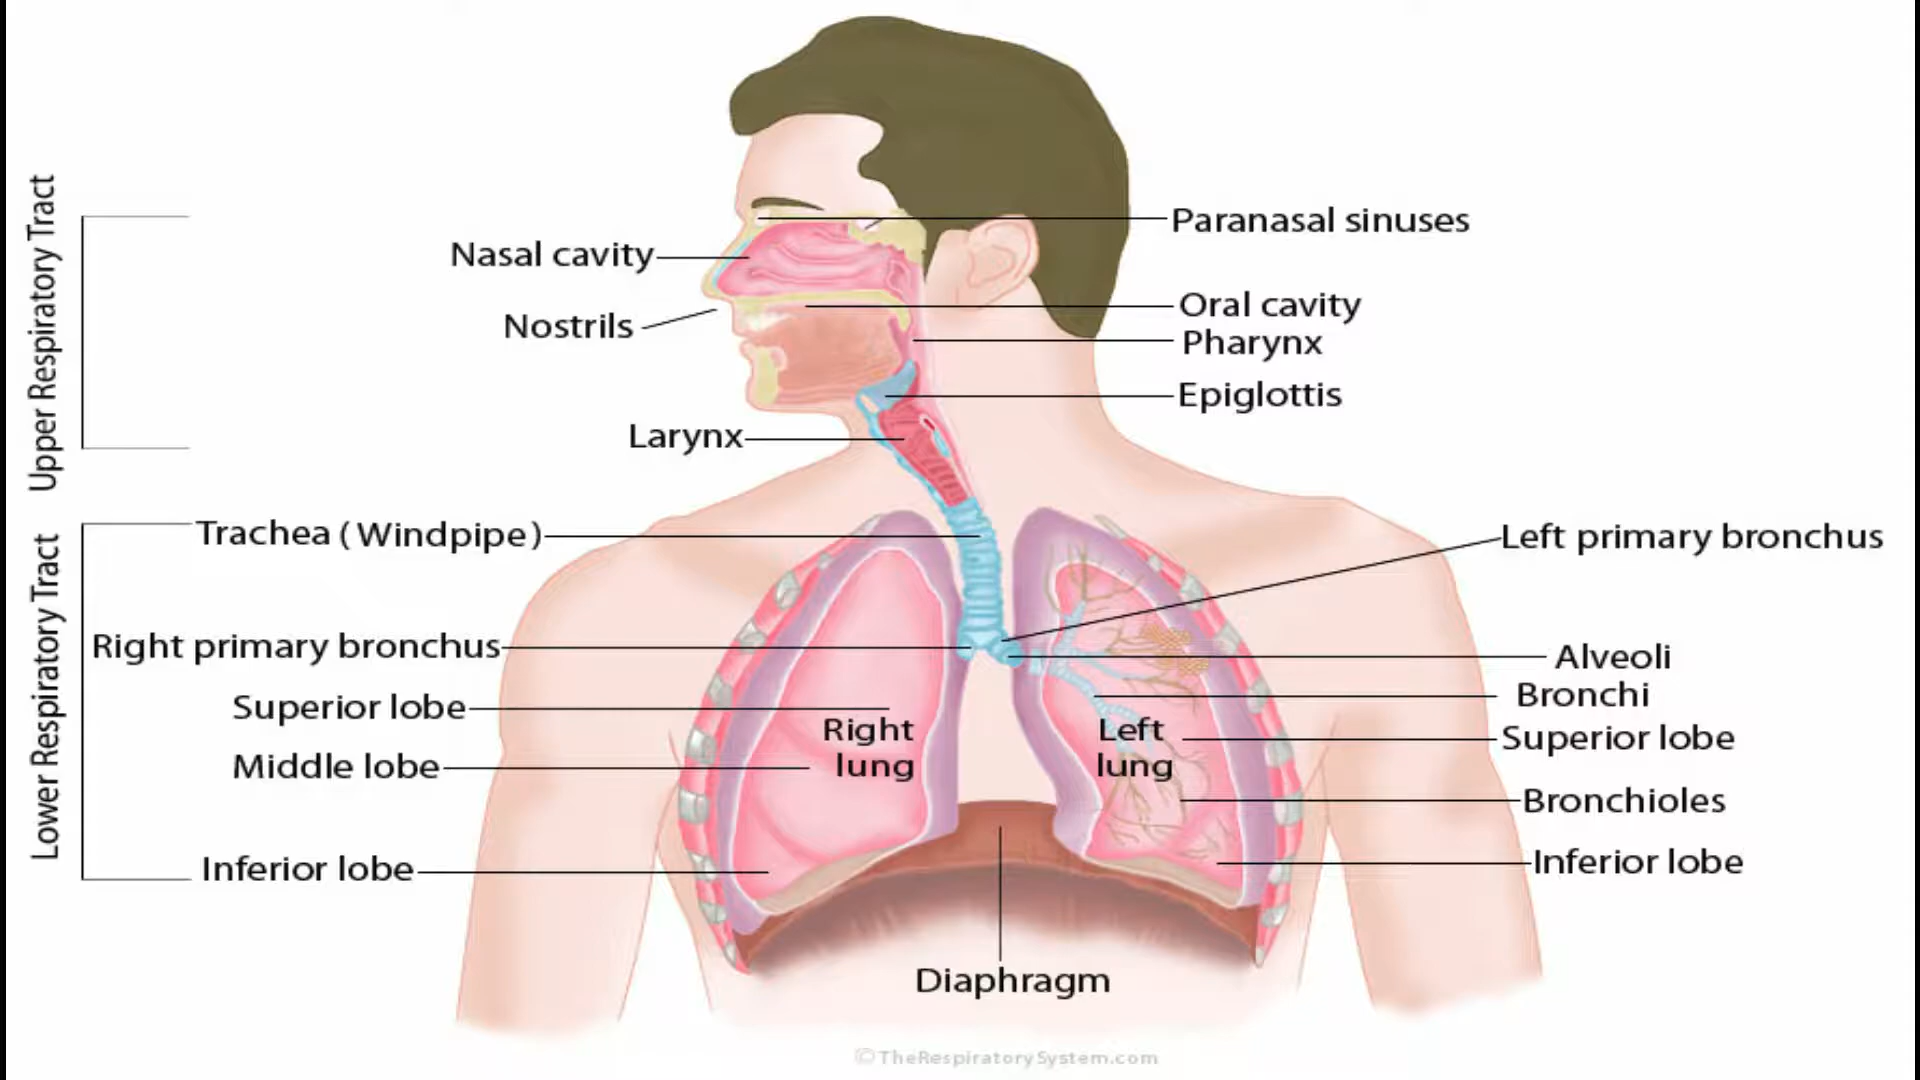 Upper Respiratory Tract
Paranasal sinuses
Nasal cavity
Oral cavity
Nostrils
Pharynx
Epiglottis
Larynx
Lower Respiratory Tract
Trachea (Windpipe)
Left primary bronchus
Right primary bronchus
Alveoli
Bronchi
Superior lobe
Right
lung
Left
lung
Superior lobe
Middle lobe
Bronchioles
Inferior lobe
Inferior lobe
Diaphragm
©TheRespiratorySystem.com